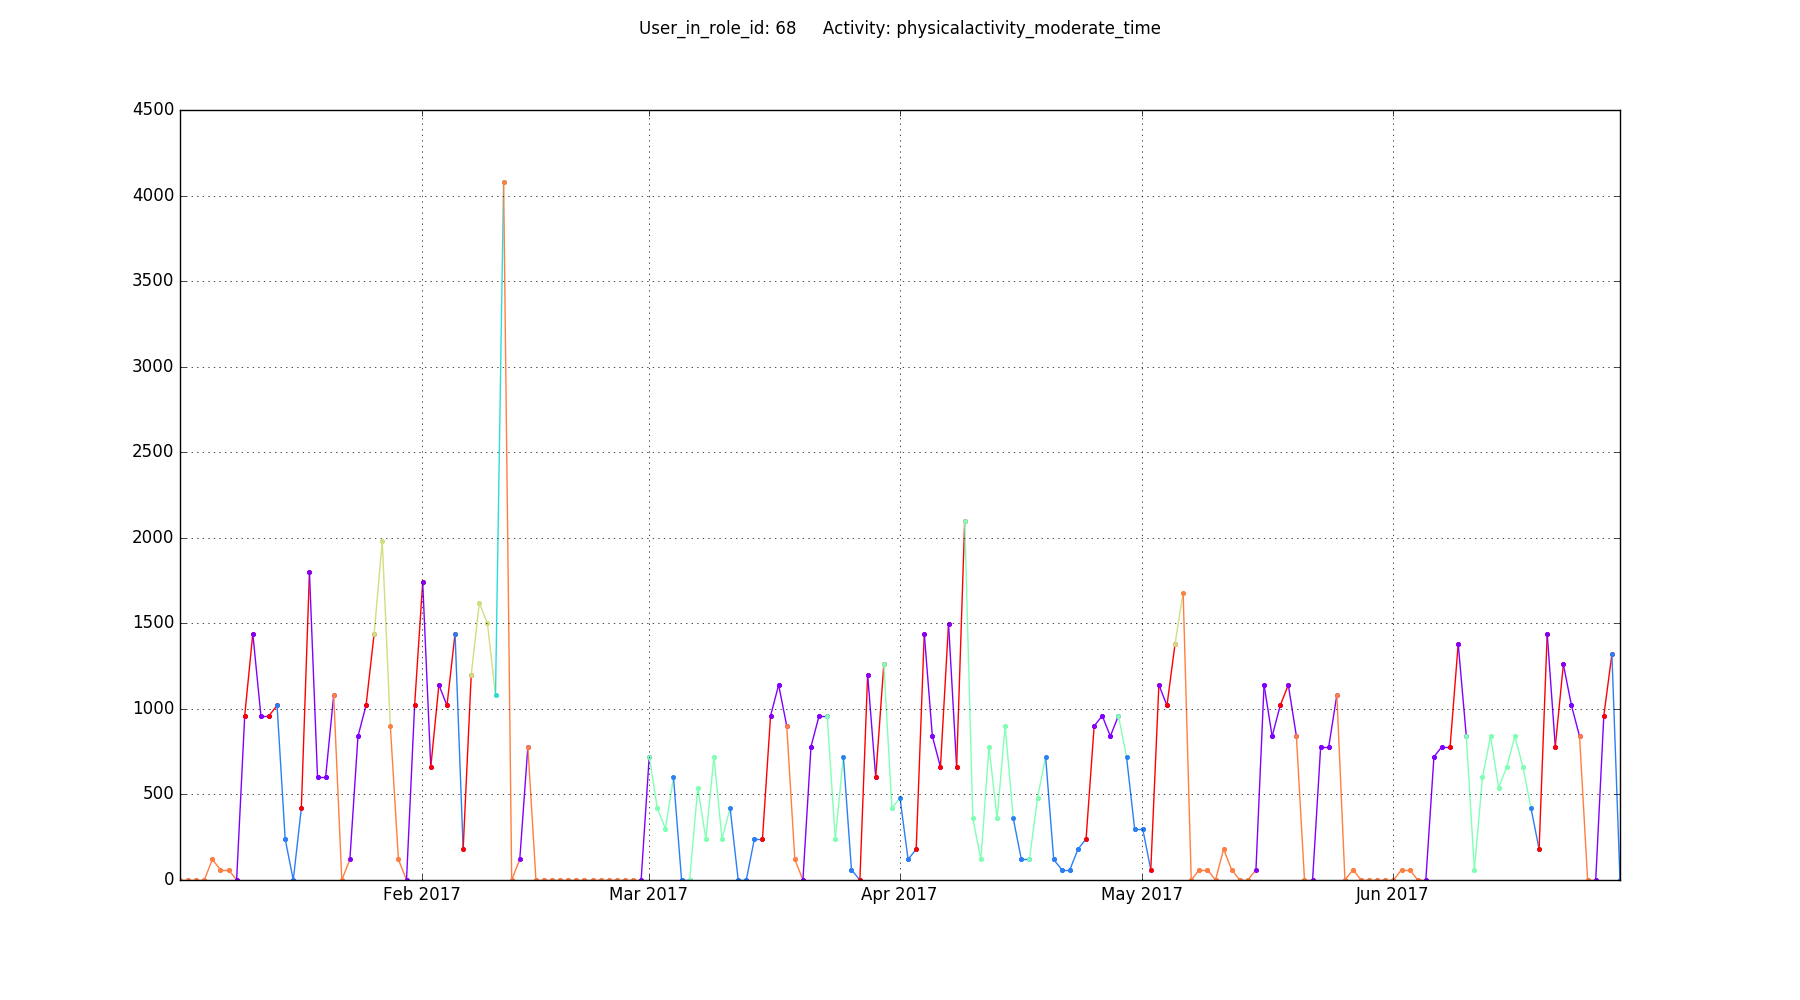 User_in_role_id: 68     Activity: physicalactivity_moderate_time
4500
4000
3500
3000
2500
2000
1500
1000
500
0
Feb 2017
Mar 2017
Apr 2017
May 2017
Jun 2017